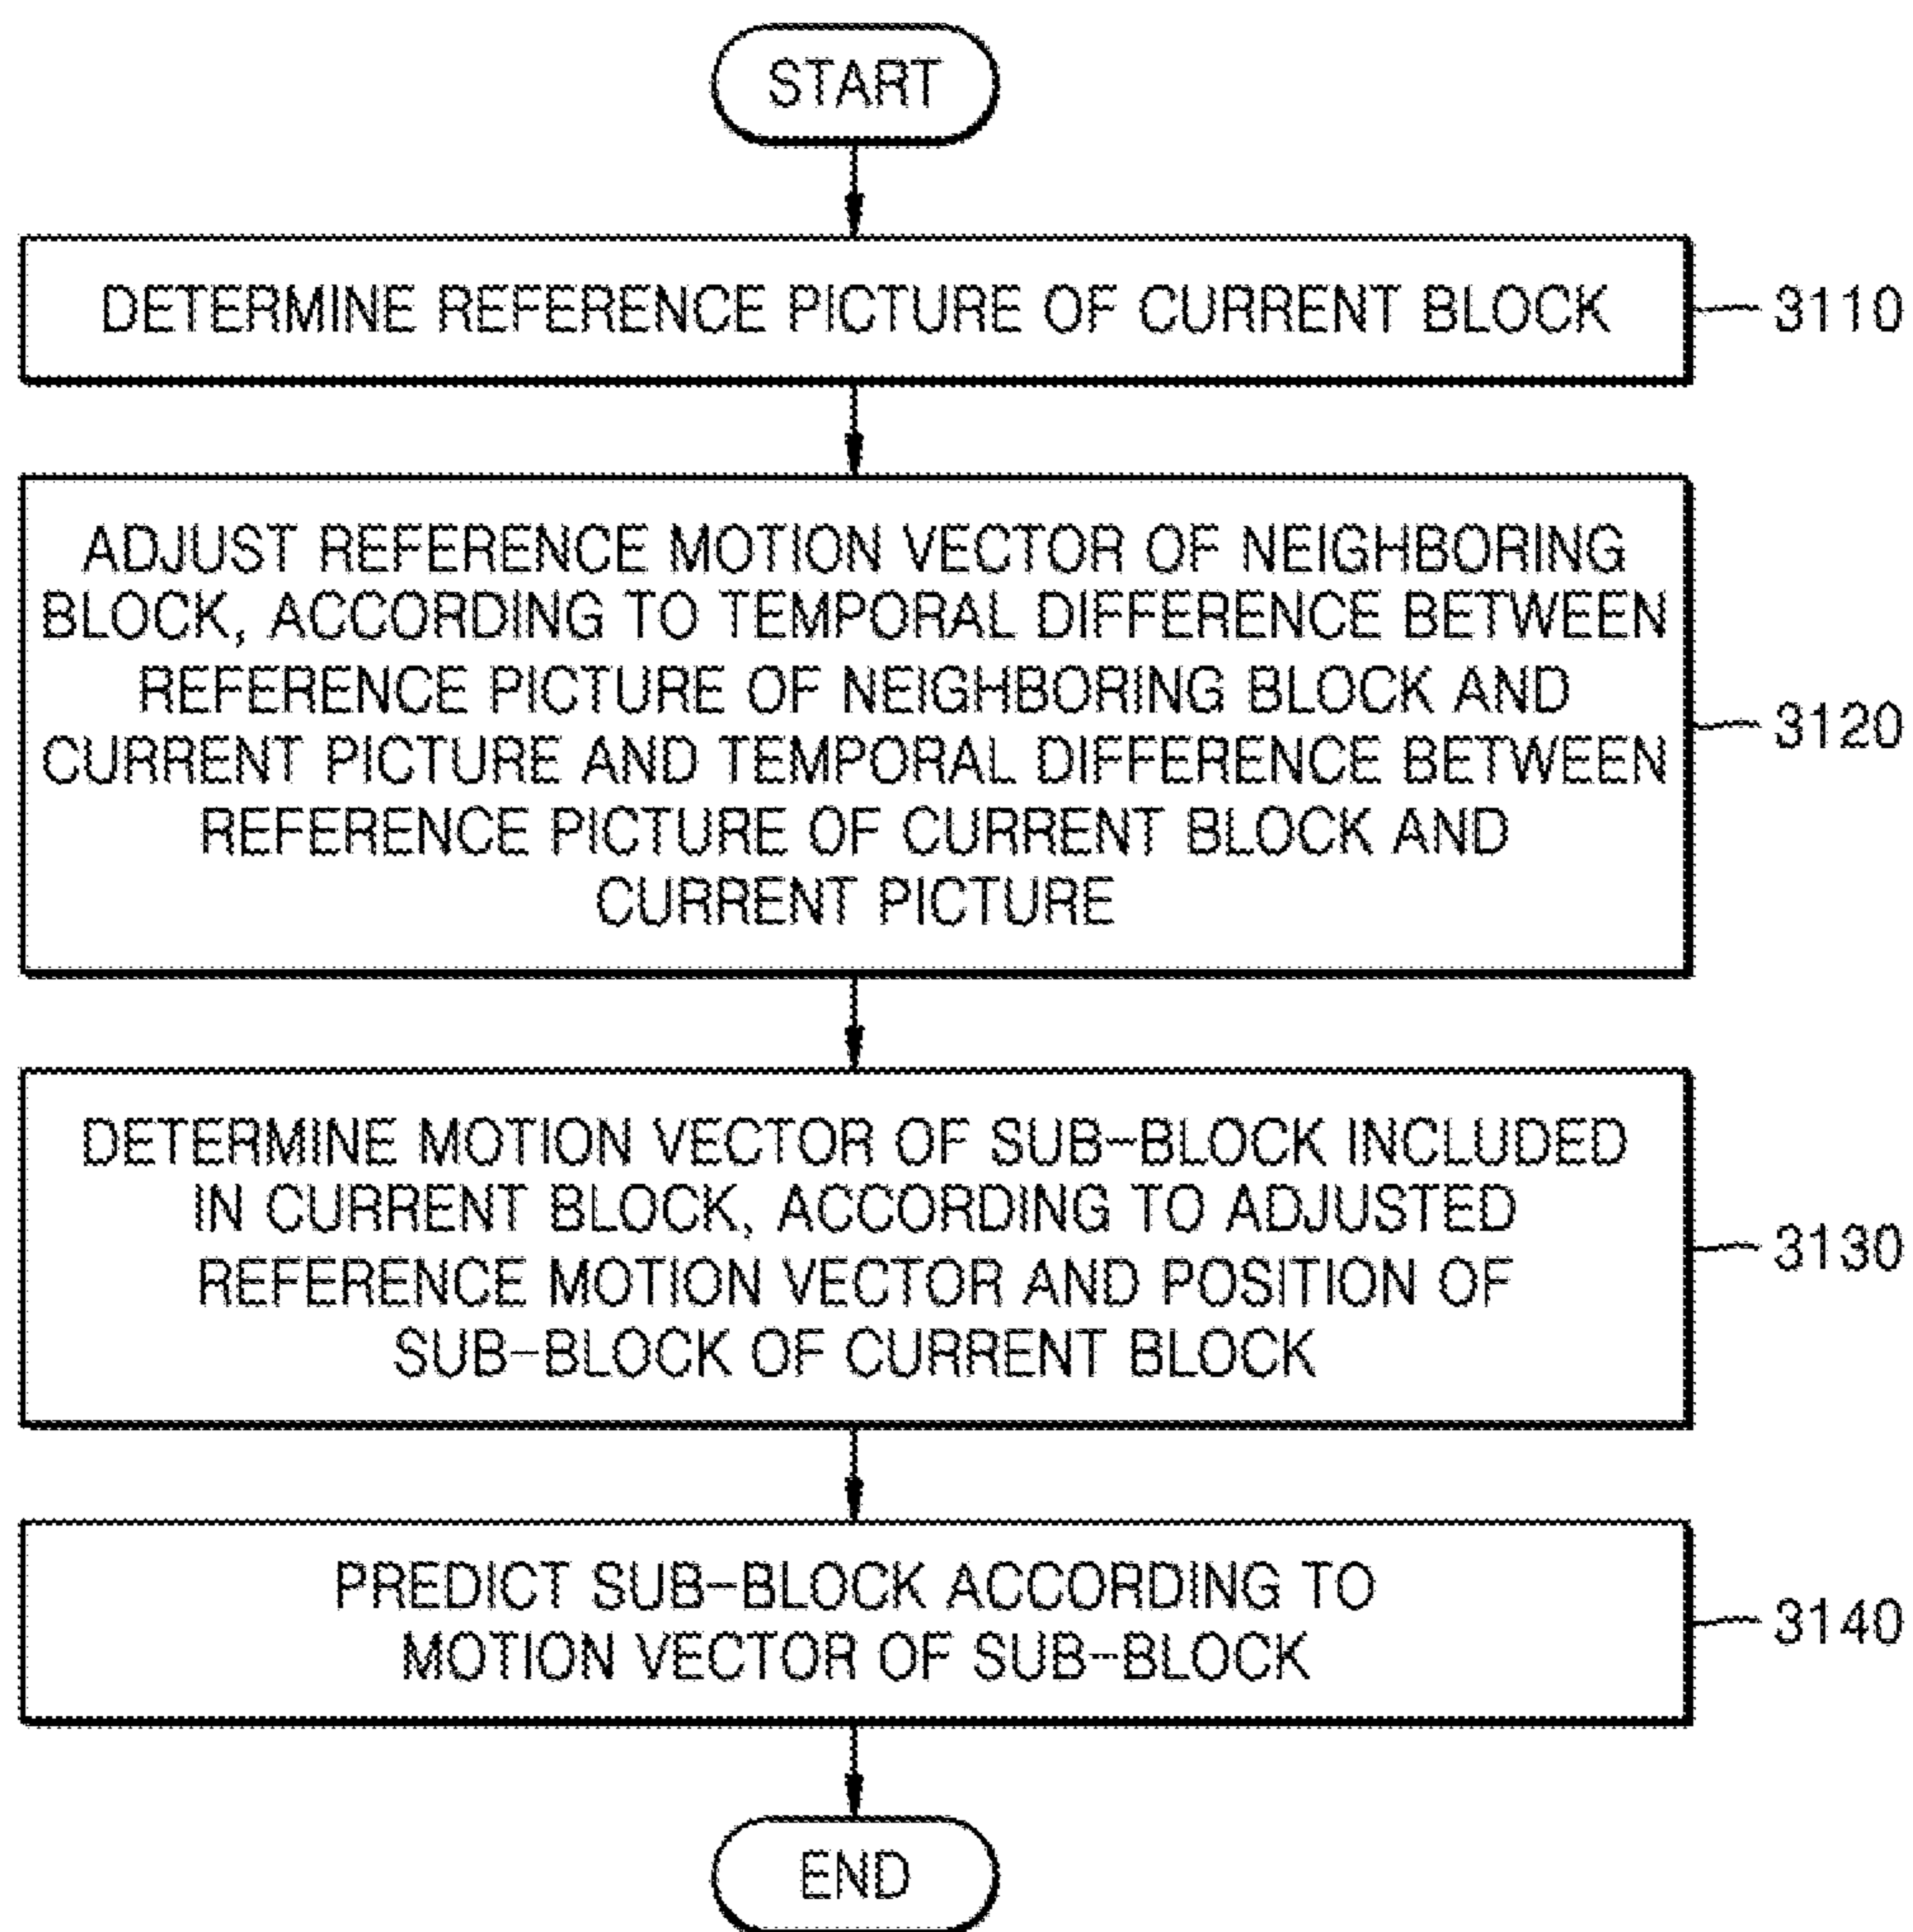 START
DETERMINE REFERENCE PICTURE OF CURRENT BLOCK
3110
ADJUST REFERENCE MOTION VECTOR OF NEIGHBORING
BLOCK, ACCORDING TO TEMPORAL DIFFERENCE BETWEEN
REFERENCE PICTURE OF NEIGHBORING BLOCK AND
CURRENT PICTURE AND TEMPORAL DIFFERENCE BETWEEN
REFERENCE PICTURE OF CURRENT BLOCK AND
CURRENT PICTURE
3120
DETERMINE MOTION VECTOR OF SUB-BLOCK INCLUDED
IN CURRENT BLOCK, ACCORDING TO ADJUSTED
REFERENCE MOTION VECTOR AND POSITION OF
SUB-BLOCK OF CURRENT BLOCK
3130
PREDICT SUB-BLOCK ACCORDING TO
MOTION VECTOR OF SUB-BLOCK
3140
END